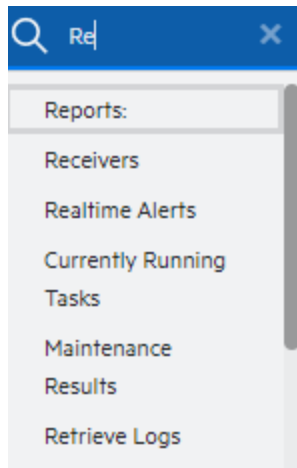 Re
Reports:
Receivers
Realtime Alerts
Currently Running
Tasks
Maintenance
Results
Retrieve Logs